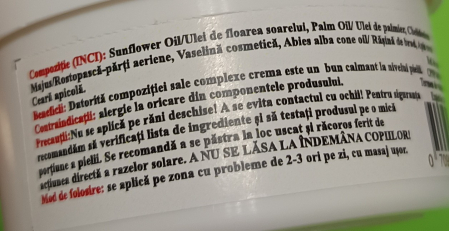 Compoziție (INCI): Sunflower Oil/Ulei de floarea soarelui, Palm Oil/ Ulei de palmier,
Majus/Rostopască-părți aeriene, Vaselină cosmetică, Abies alba cone oil/ Rășină de brad,
Ceară apicolă.
Beneficii: Datorită compoziției sale complexe crema este un bun calmant la nivelul pielii.
Contraindicații: alergie la oricare din componentele produsului.
Precauții:Nu se aplică pe răni deschise! A se evita contactul cu ochii! Pentru siguranța
recomandăm să verificați lista de ingrediente și să testați produsul pe o mică
porțiune a pielii. Se recomandă a se păstra în loc uscat și răcoros ferit de
acțiunea directă a razelor solare. A NU SE LĂSA LA ÎNDEMÂNA COPIILOR!
Mod de folosire: se aplică pe zona cu probleme de 2-3 ori pe zi, cu masaj ușor.